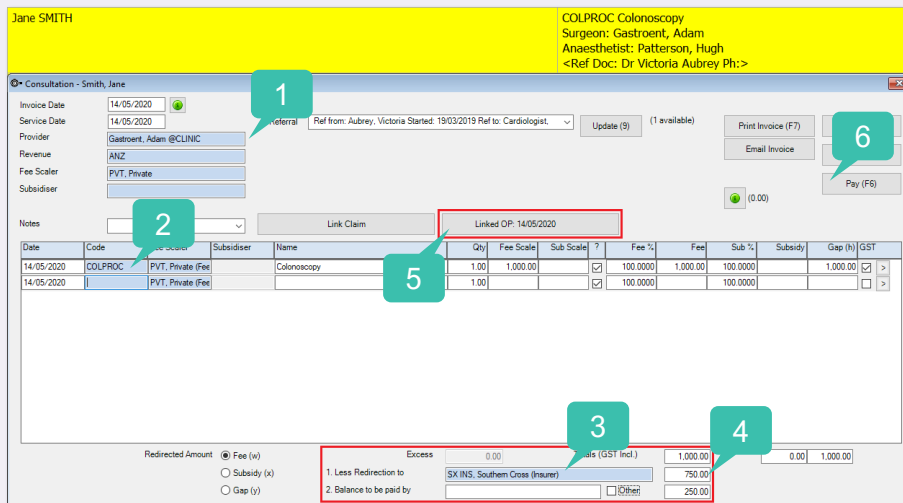 Jane SMITH
COLPROC Colonoscopy
Surgeon: Gastroent, Adam
Anaesthetist: Patterson, Hugh
<Ref Doc: Dr Victoria Aubrey Ph:>
Consultation - Smith, Jane
1
Invoice Date 14/05/2020
Service Date 14/05/2020
Referral Ref from: Aubrey, Victoria Started: 19/03/2019 Ref to: Cardiologist, Update (9) (1 available) Print Invoice (F7)
Provider Gastroent, Adam @CLINIC
Revenue ANZ Email Invoice
6
Fee Scaler PVT, Private Pay (F6)
Subsidiser
$ (0.00)
Notes Link Claim Linked OP: 14/05/2020
2
5
Date Code Subsidiser Name Qty Fee Scale Sub Scale ? Fee % Fee Sub % Subsidy Gap (h) GST
14/05/2020 COLPROC PVT, Private (Fee Colonoscopy 1.00 1,000.00 100.0000 1,000.00 100.0000 1,000.00 >
14/05/2020 PVT, Private (Fee 1.00 100.0000 100.0000 >
3
4
Redirected Amount Fee (w) Excess 0.00 (GST Incl.) 1,000.00 0.00 1,000.00
Subsidy (x) 1. Less Redirection to SX INS, Southern Cross (Insurer) 750.00
Gap (y) 2. Balance to be paid by Other 250.00